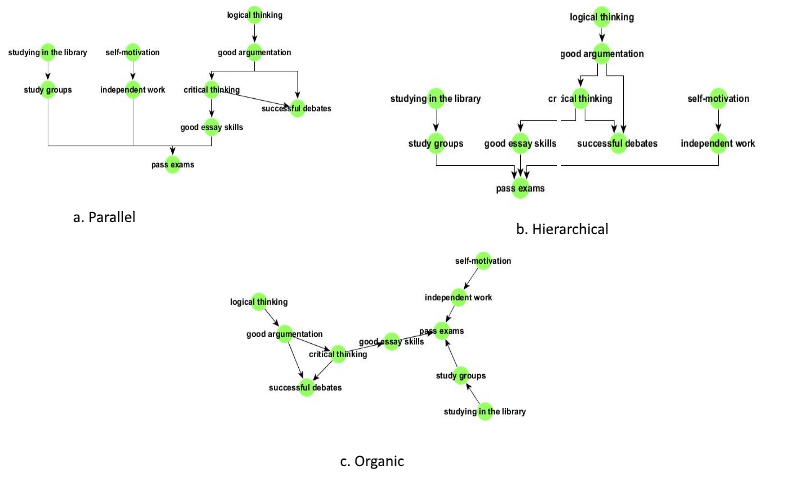 logical thinking
good argumentation
studying in the library
self-motivation
study groups
independent work
critical thinking
successful debates
good essay skills
pass exams
a. Parallel
logical thinking
good argumentation
studying in the library
cr ical thinking
self-motivation
study groups
good essay skills
successful debates
independent work
pass exams
b. Hierarchical
self-motivation
logical thinking
independent work
good argumentation
pass exams
good essay skills
critical thinking
successful debates
study groups
studying in the library
c. Organic